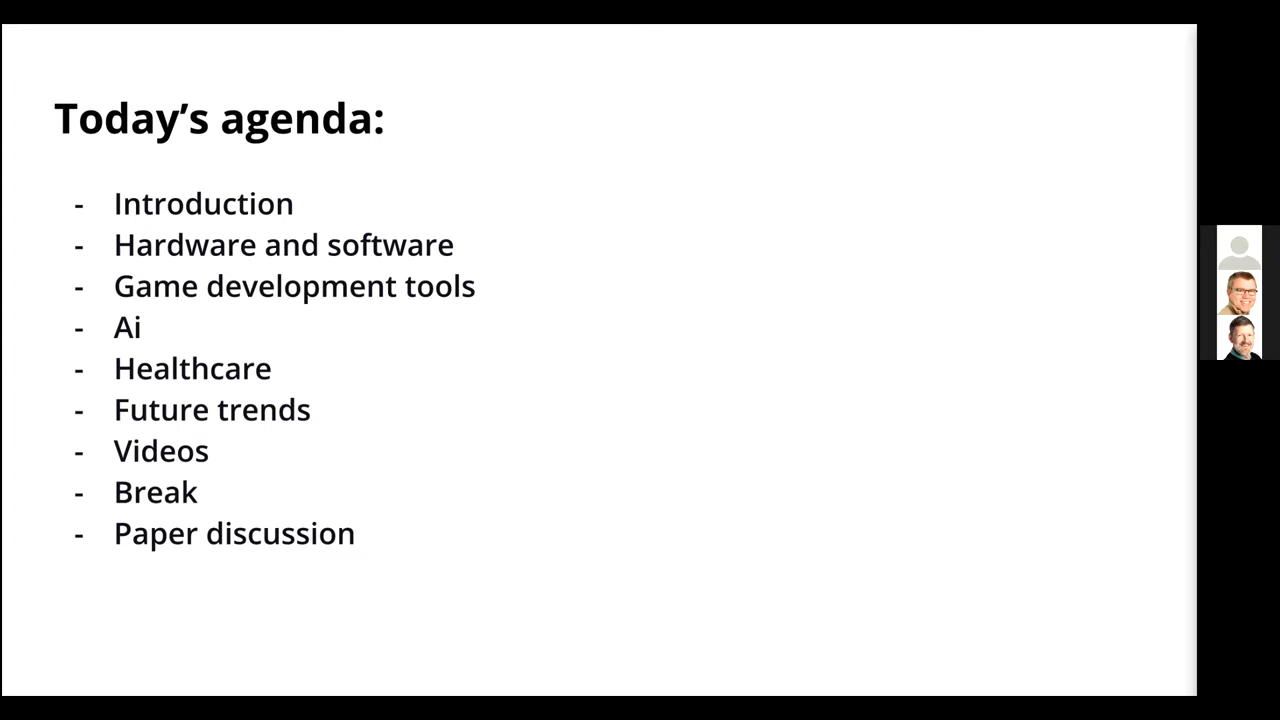 Today’s agenda:
- Introduction
- Hardware and software
- Game development tools
- Ai
- Healthcare
- Future trends
- Videos
- Break
- Paper discussion